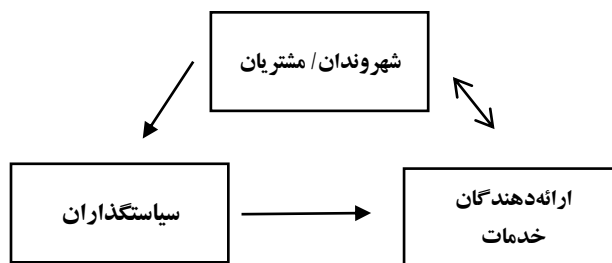 شهروندان/ مشتریان
سیاستگذاران
ارائه‌دهندگان
خدمات